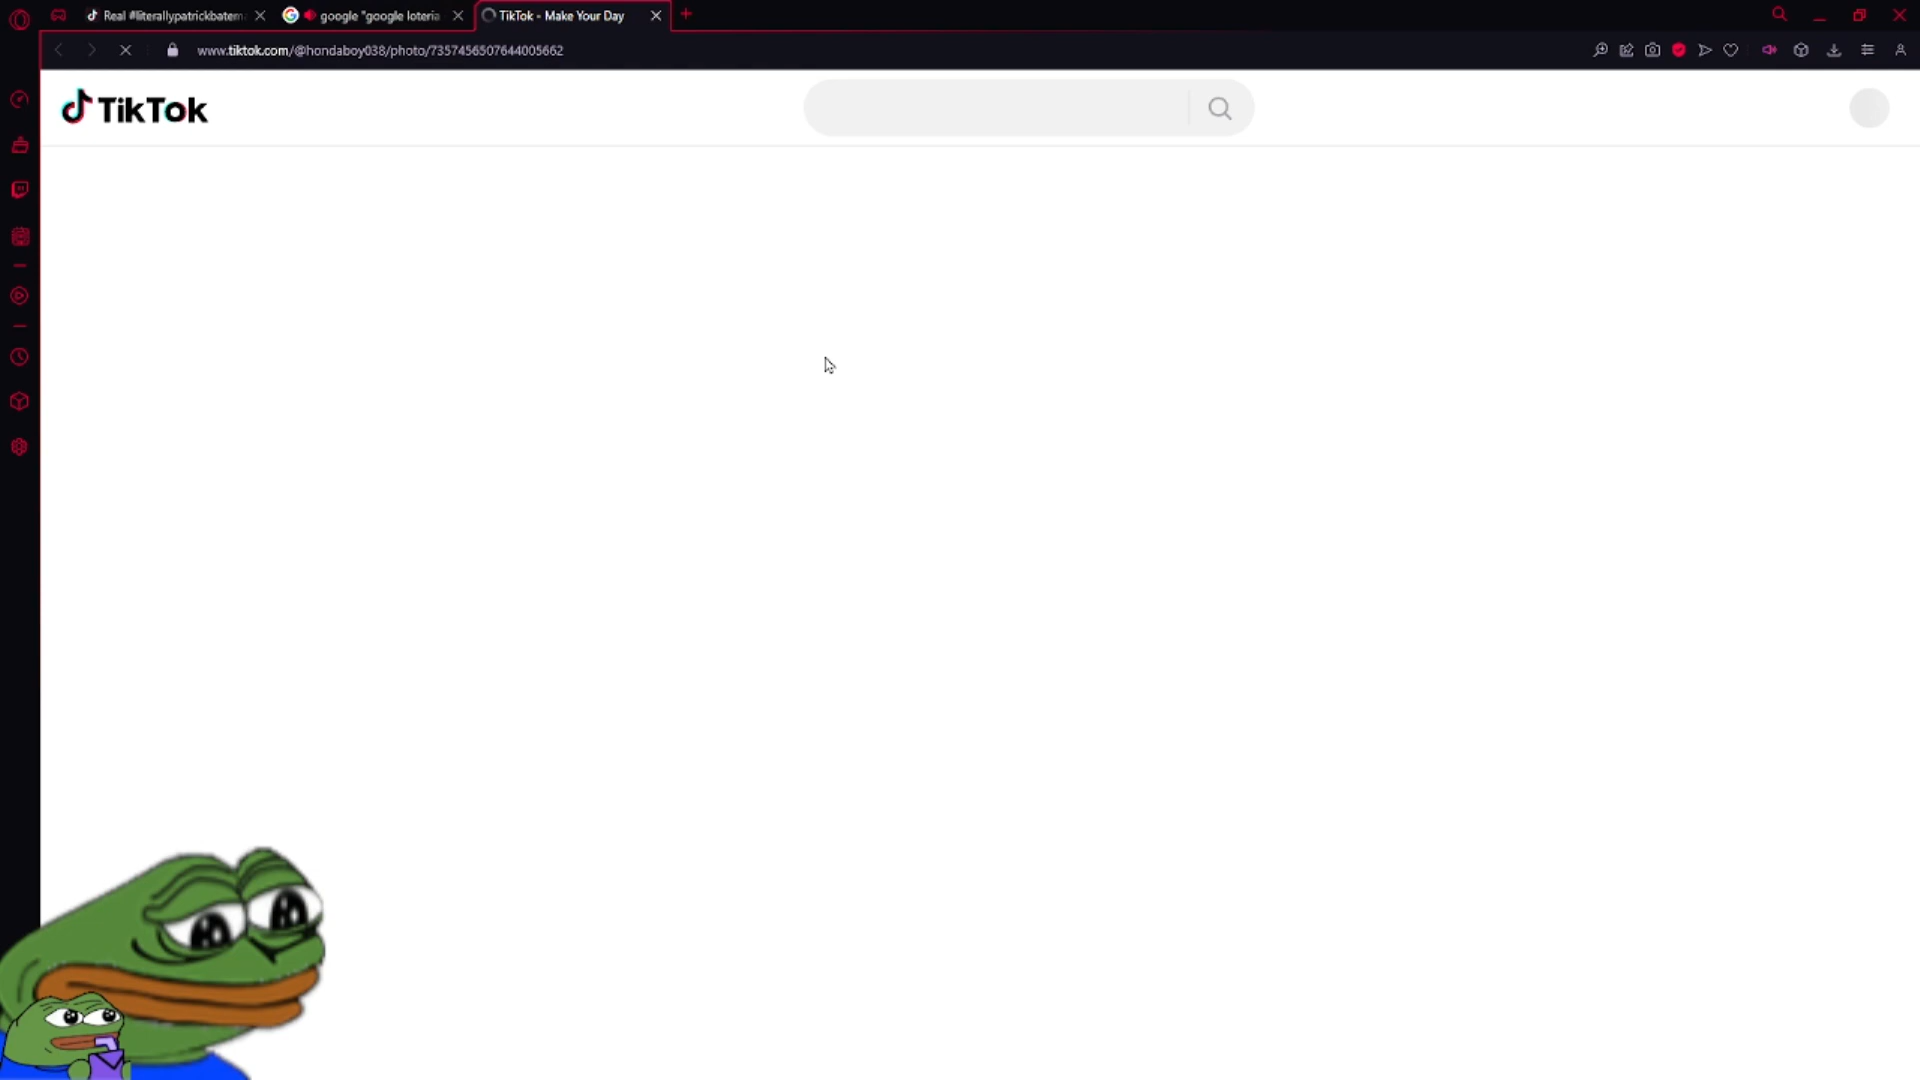 Real #literallypatrickbatem
google "google loteria
TikTok - Make Your Day
www.tiktok.com/@hondaboy038/photo/7357456507644005662
TikTok